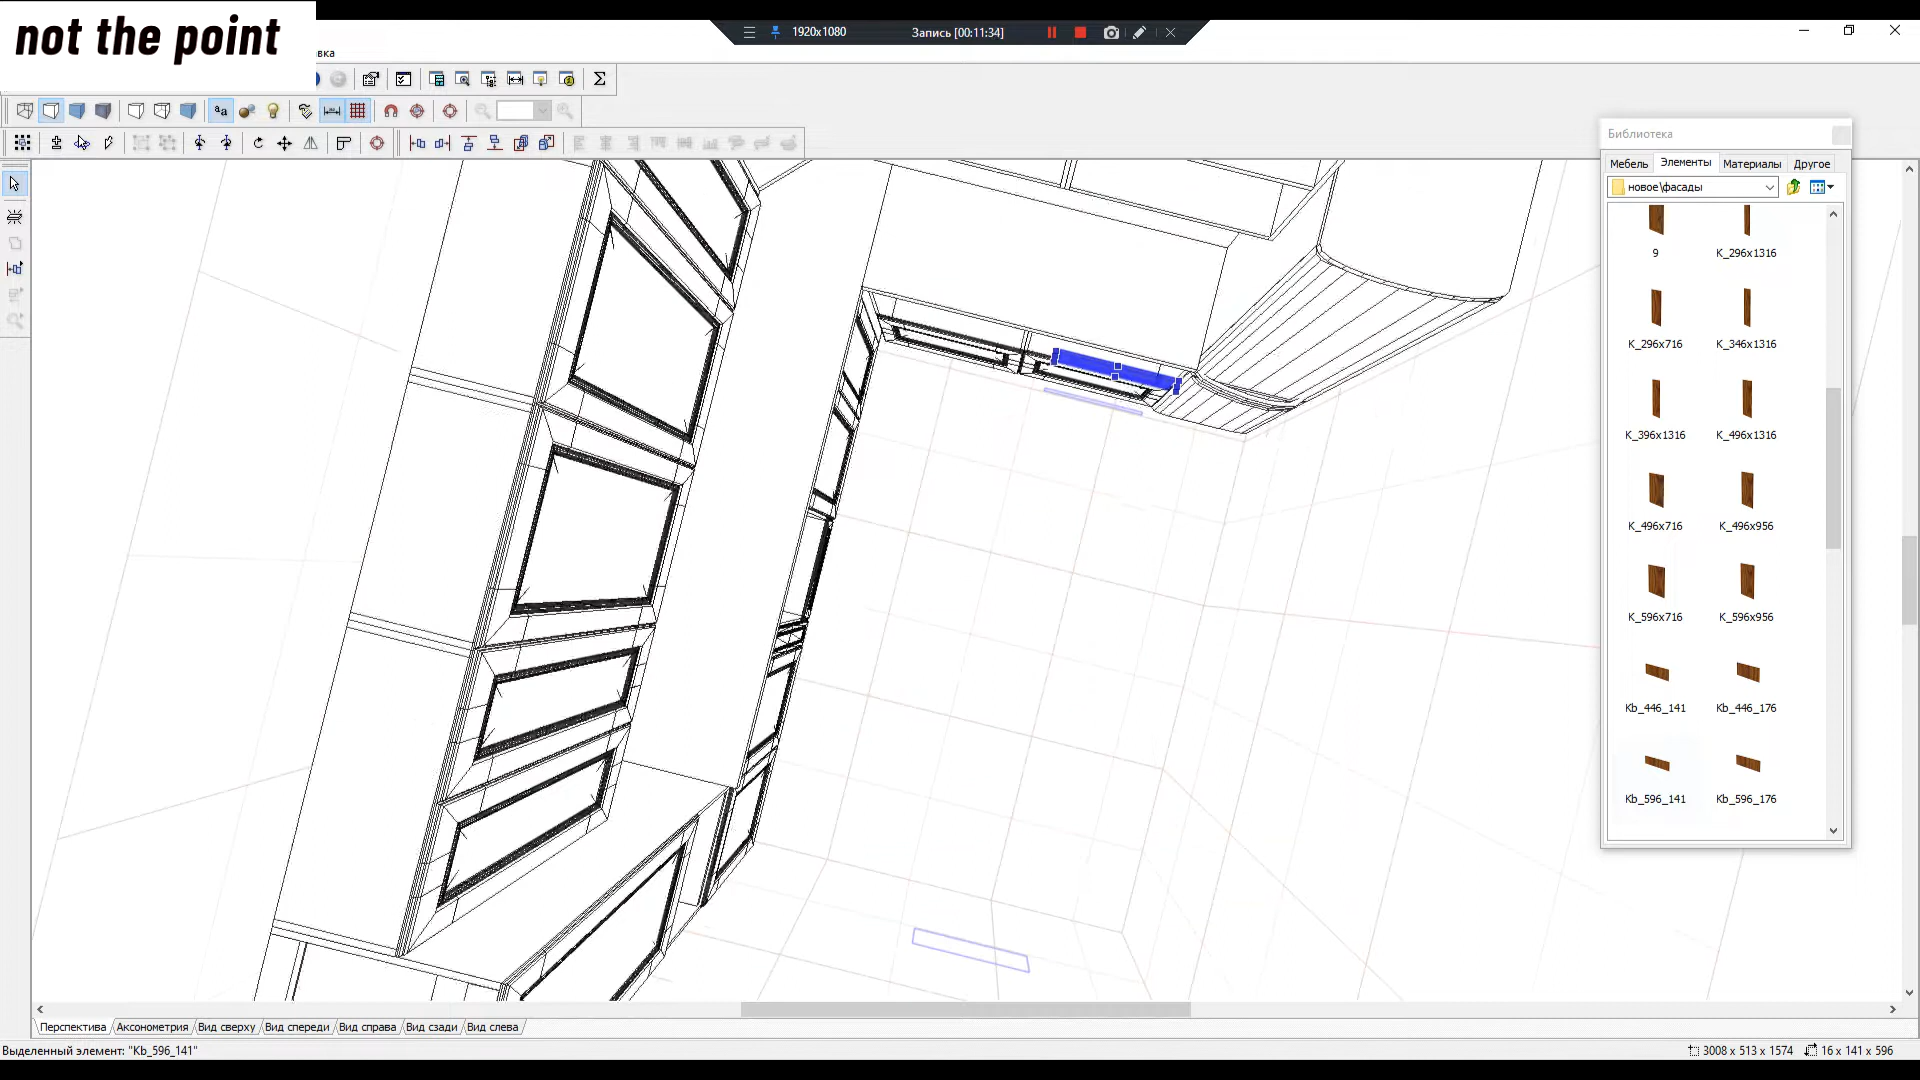 not the point
1920x1080
Запись [00:11:34]
вка
Библиотека
Мебель
Элементы
Материалы
Другое
новое\фасады
9
K_296x1316
K_296x716
K_346x1316
K_396x1316
K_496x1316
K_496x716
K_496x956
K_596x716
K_596x956
Kb_446_141
Kb_446_176
Kb_596_141
Kb_596_176
Перспектива
Аксонометрия
Вид сверху
Вид спереди
Вид справа
Вид сзади
Вид слева
Выделенный элемент: "Kb_596_141"
3008 x 513 x 1574
16 x 141 x 596